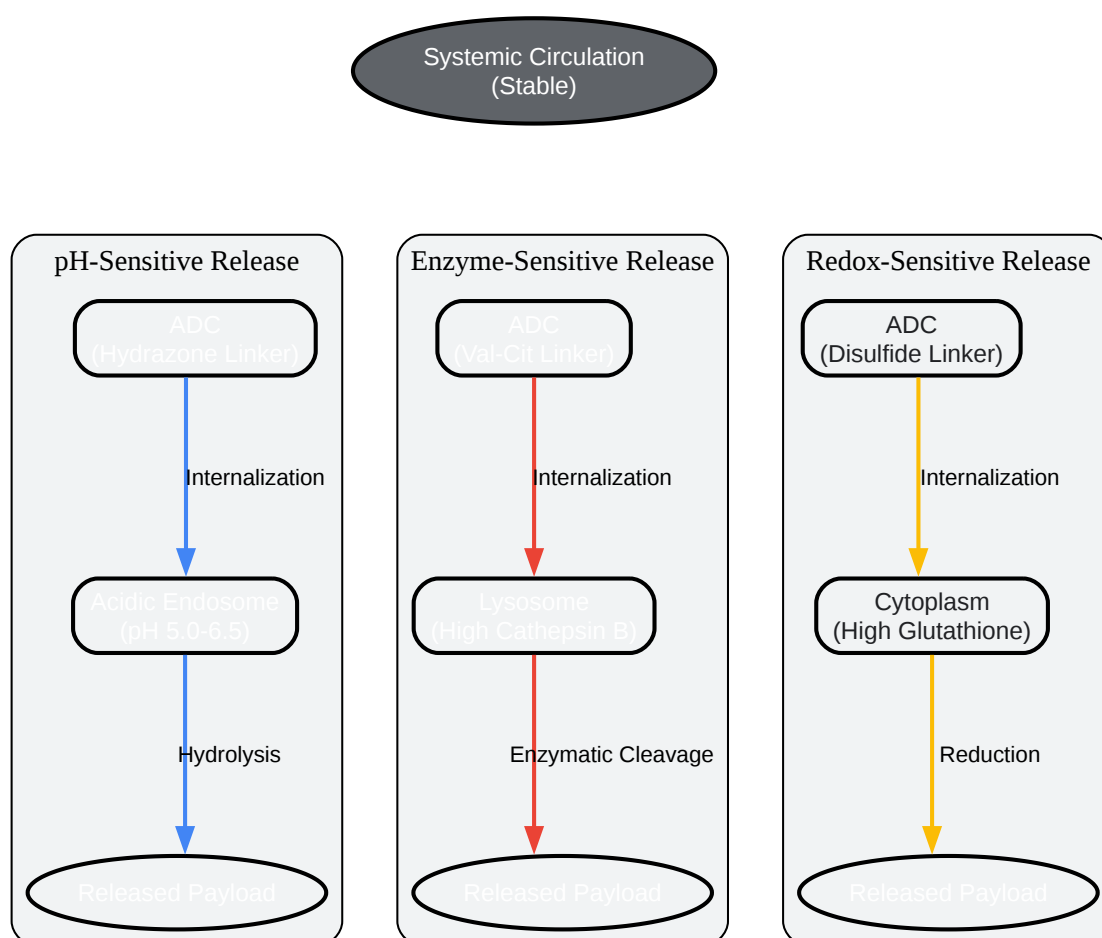 Systemic Circulation
(Stable)
pH-Sensitive Release
ADC
(Hydrazone Linker)
Internalization
Acidic Endosome
(pH 5.0-6.5)
Hydrolysis
Released Payload
Enzyme-Sensitive Release
ADC
(Val-Cit Linker)
Internalization
Lysosome
(High Cathepsin B)
Enzymatic Cleavage
Released Payload
Redox-Sensitive Release
ADC
(Disulfide Linker)
Internalization
Cytoplasm
(High Glutathione)
Reduction
Released Payload